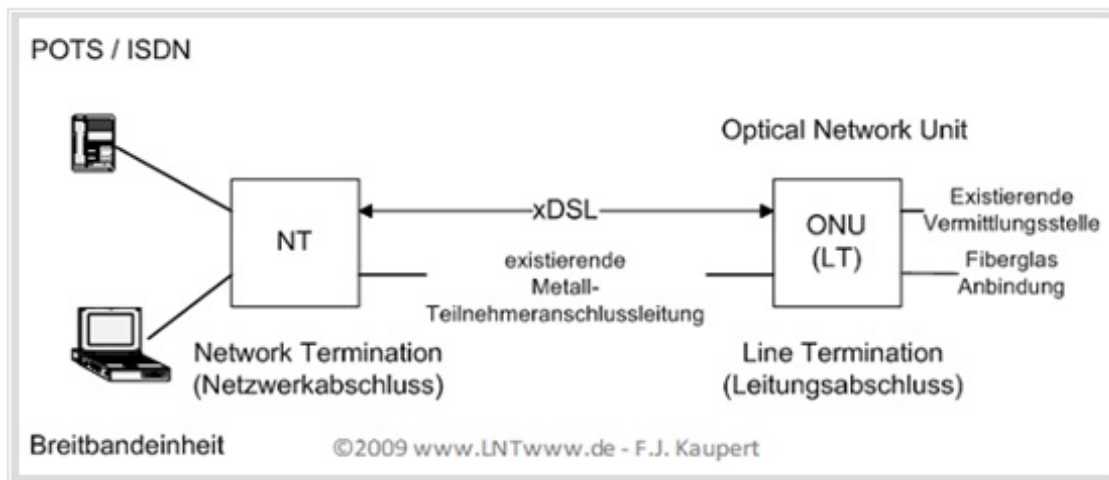 POTS / ISDN
Optical Network Unit
NT
xDSL
ONU
(LT)
Existierende
Vermittlungsstelle
existierende
Metall-
Teilnehmeranschlussleitung
Fiberglas
Anbindung
Network Termination
(Netzwerkabschluss)
Line Termination
(Leitungsabschluss)
Breitbandeinheit
©2009 www.LNTwww.de - F.J. Kaupert